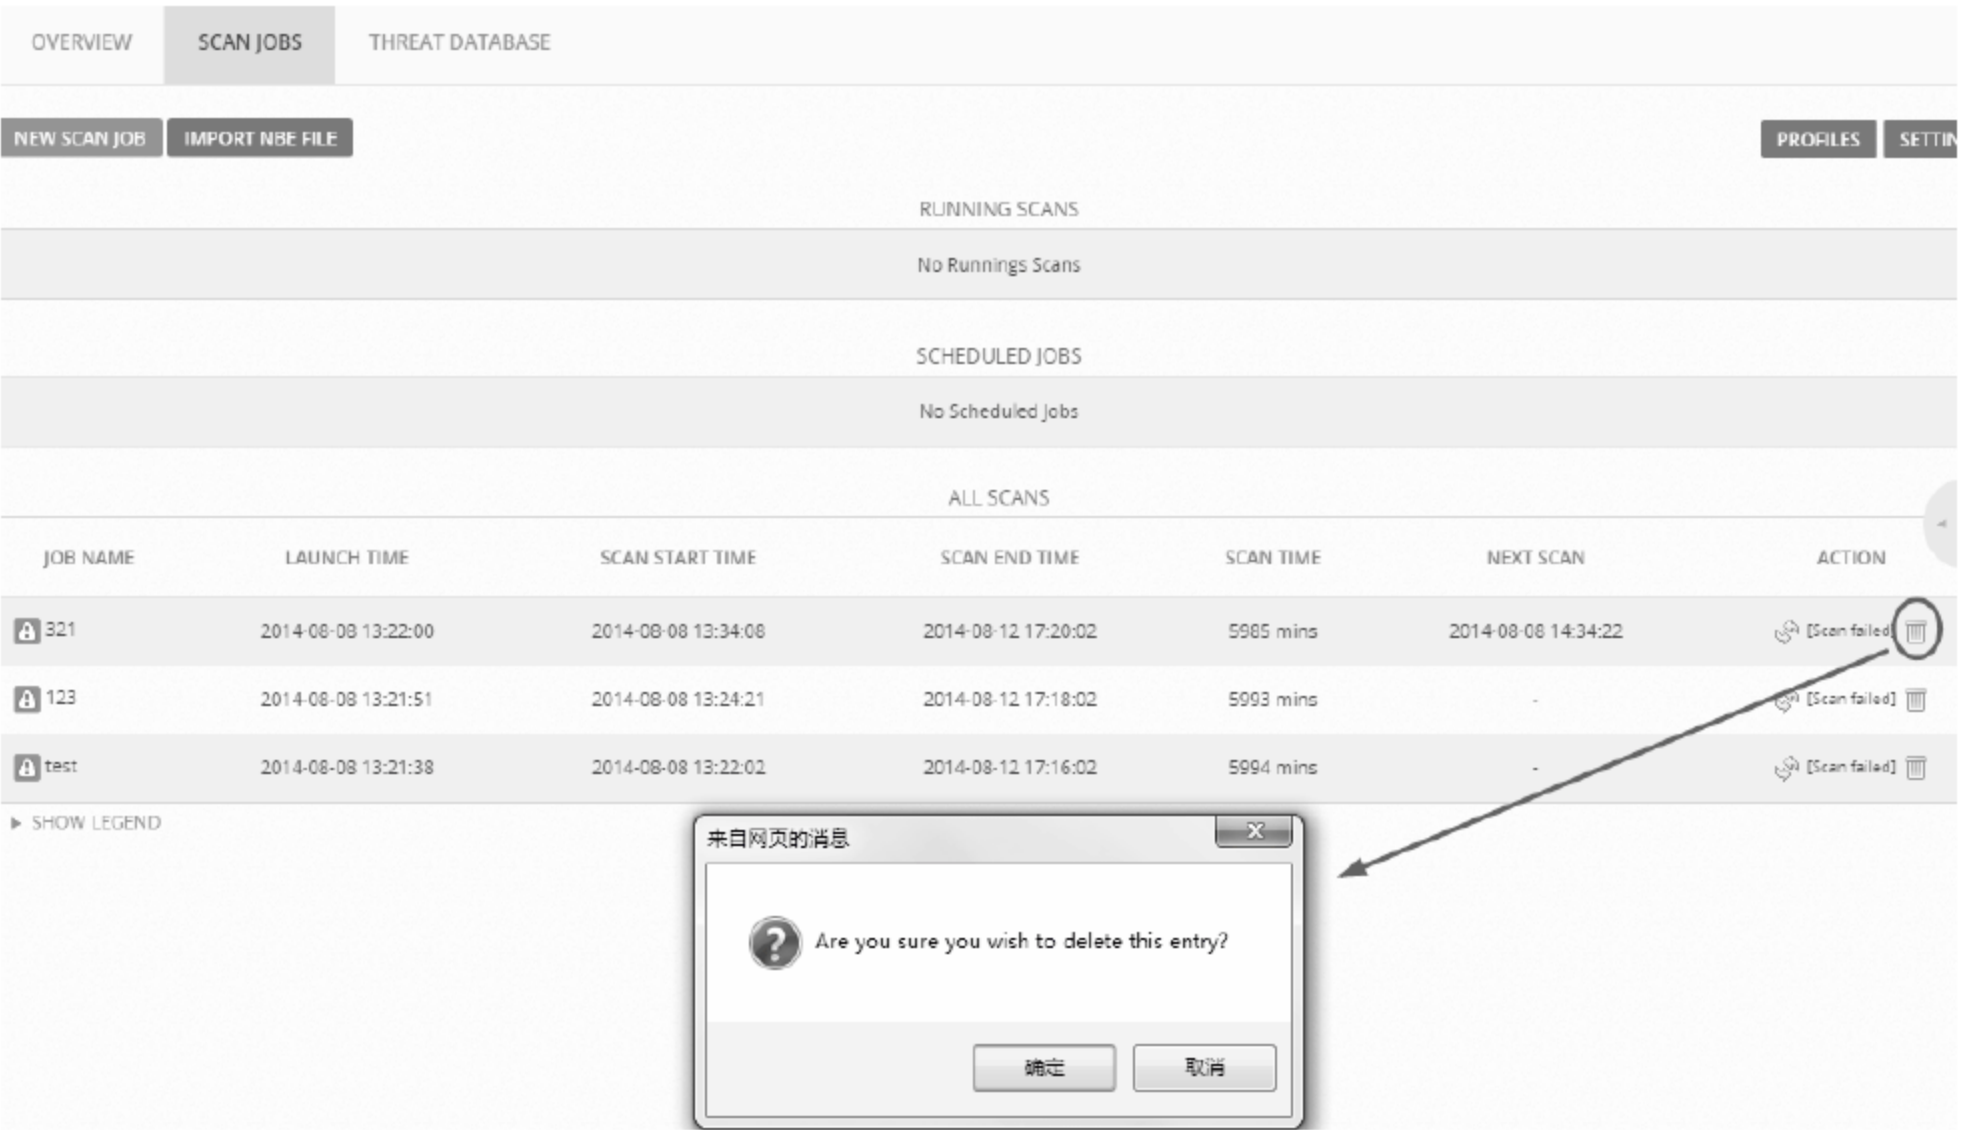 OVERVIEW SCAN JOBS THREAT DATABASE
NEW SCAN JOB IMPORT NBE FILE PROFILES SETTIN
RUNNING SCANS
No Runnings Scans
SCHEDULED JOBS
No Scheduled Jobs
ALL SCANS
JOB NAME LAUNCH TIME SCAN START TIME SCAN END TIME SCAN TIME NEXT SCAN ACTION
321 2014-08-08 13:22:00 2014-08-08 13:34:08 2014-08-12 17:20:02 5985 mins 2014-08-08 14:34:22 [Scan failed]
123 2014-08-08 13:21:51 2014-08-08 13:24:21 2014-08-12 17:18:02 5993 mins - [Scan failed]
test 2014-08-08 13:21:38 2014-08-08 13:22:02 2014-08-12 17:16:02 5994 mins - [Scan failed]
SHOW LEGEND
来自网页的消息
Are you sure you wish to delete this entry?
确定 取消